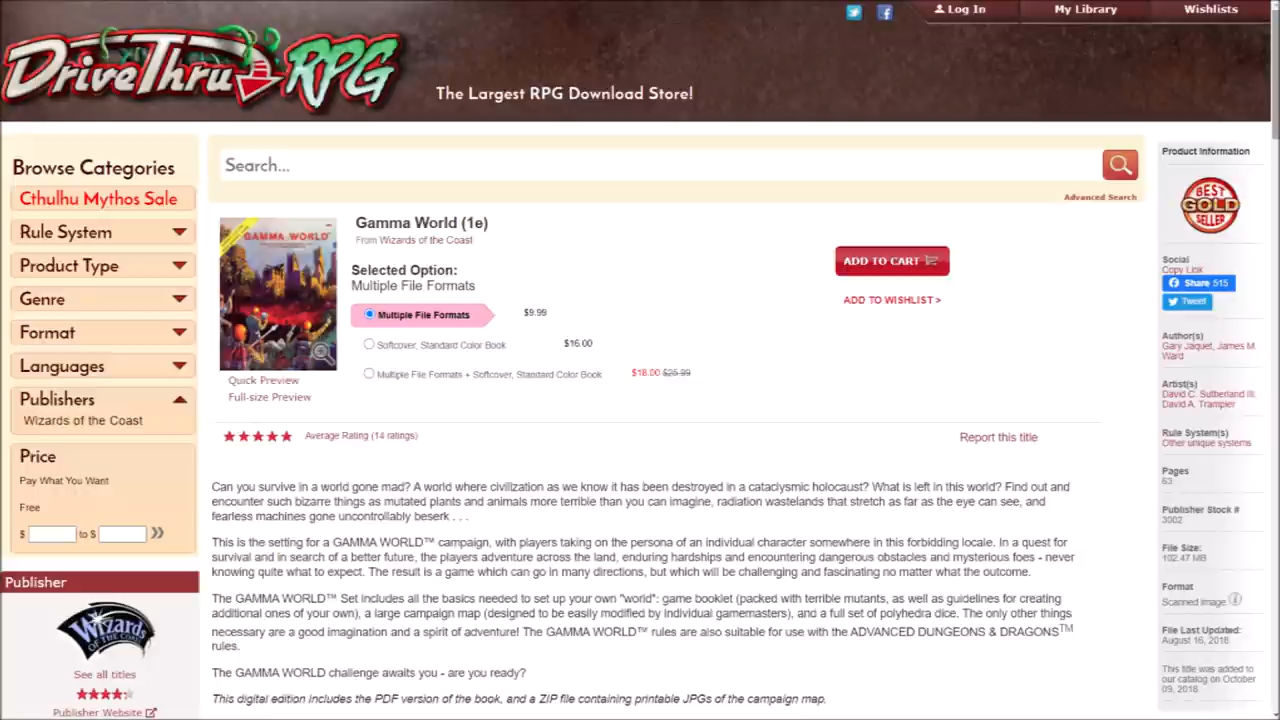 Log In
My Library
Wishlists
DriveThruRPG
The Largest RPG Download Store!
Browse Categories
Cthulhu Mythos Sale
Rule System
Product Type
Genre
Format
Languages
Publishers
Wizards of the Coast
Price
Pay What You Want
Free
$ to $ »
Publisher
Wizards OF THE COAST
See all titles
Publisher Website
Search...
Advanced Search
GAMMA WORLD
Quick Preview
Full-size Preview
Gamma World (1e)
From Wizards of the Coast
Selected Option:
Multiple File Formats
Multiple File Formats $9.99
Softcover, Standard Color Book $16.00
Multiple File Formats + Softcover, Standard Color Book $18.00 $25.99
ADD TO CART
ADD TO WISHLIST >
Average Rating (14 ratings)
Report this title
Can you survive in a world gone mad? A world where civilization as we know it has been destroyed in a cataclysmic holocaust? What is left in this world? Find out and
encounter such bizarre things as mutated plants and animals more terrible than you can imagine, radiation wastelands that stretch as far as the eye can see, and
fearless machines gone uncontrollably beserk . . .
This is the setting for a GAMMA WORLD™ campaign, with players taking on the persona of an individual character somewhere in this forbidding locale. In a quest for
survival and in search of a better future, the players adventure across the land, enduring hardships and encountering dangerous obstacles and mysterious foes - never
knowing quite what to expect. The result is a game which can go in many directions, but which will be challenging and fascinating no matter what the outcome.
The GAMMA WORLD™ Set includes all the basics needed to set up your own "world": game booklet (packed with terrible mutants, as well as guidelines for creating
additional ones of your own), a large campaign map (designed to be easily modified by individual gamemasters), and a full set of polyhedra dice. The only other things
necessary are a good imagination and a spirit of adventure! The GAMMA WORLD™ rules are also suitable for use with the ADVANCED DUNGEONS & DRAGONS™
rules.
The GAMMA WORLD challenge awaits you - are you ready?
This digital edition includes the PDF version of the book, and a ZIP file containing printable JPGs of the campaign map.
Product Information
BEST
GOLD
SELLER
Social
Copy Link
Share 515
Tweet
Author(s)
Gary Jaquet, James M.
Ward
Artist(s)
David C. Sutherland III,
David A. Trampier
Rule System(s)
Other unique systems
Pages
63
Publisher Stock #
3002
File Size:
102.47 MB
Format
Scanned image
File Last Updated:
August 16, 2018
This title was added to
our catalog on October
09, 2018.